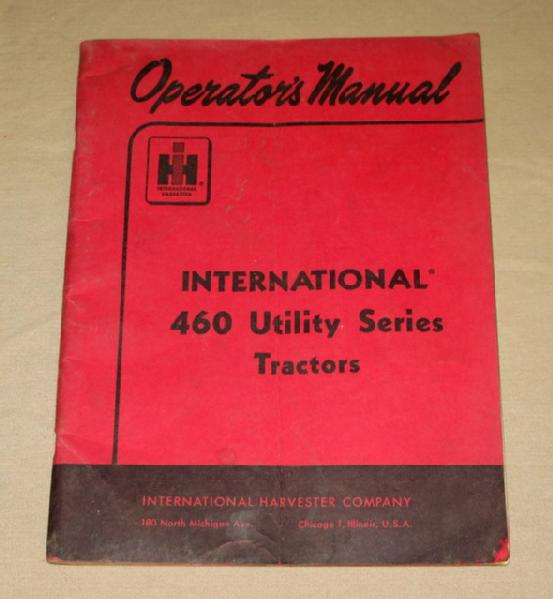 Operator's Manual
IH ®
INTERNATIONAL
HARVESTER
INTERNATIONAL®
460 Utility Series
Tractors
INTERNATIONAL HARVESTER COMPANY
180 North Michigan Ave. Chicago 1, Illinois, U.S.A.